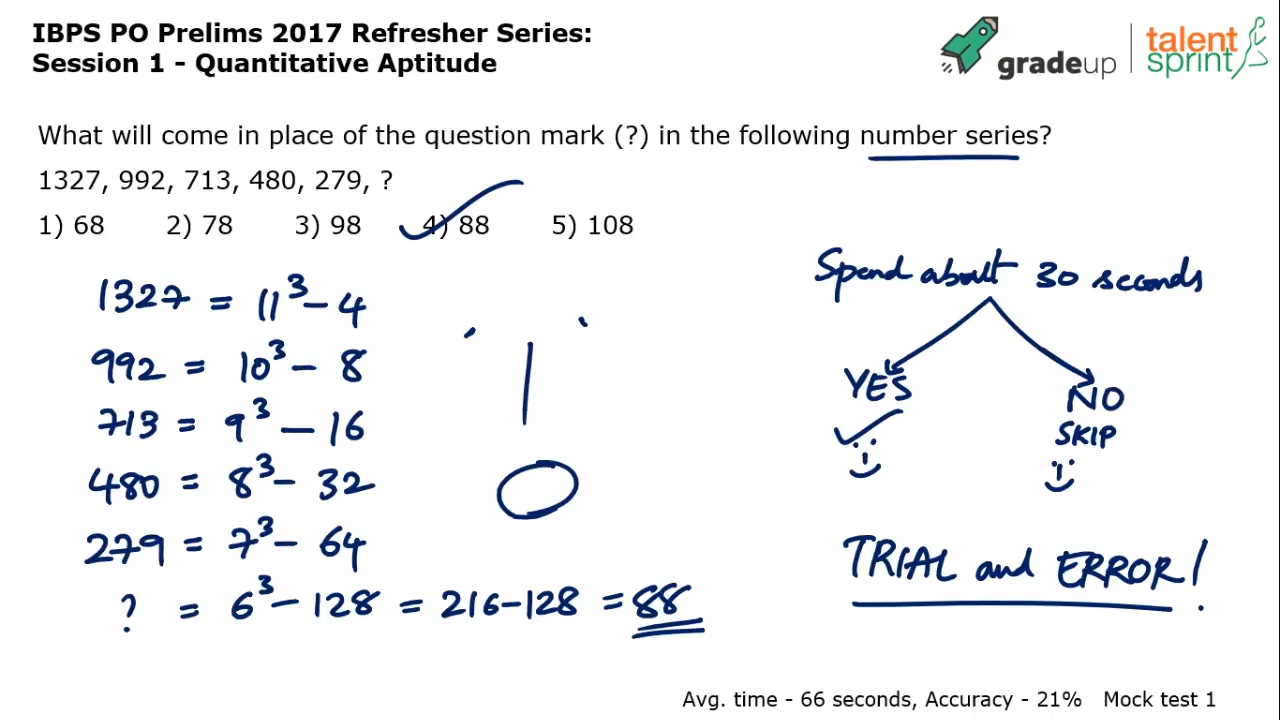 IBPS PO Prelims 2017 Refresher Series:
Session 1 - Quantitative Aptitude
gradeup
talent
sprint
What will come in place of the question mark (?) in the following number series?
1327, 992, 713, 480, 279, ?
1) 68 2) 78 3) 98 4) 88 5) 108
1327 = 11³ - 4
992 = 10³ - 8
713 = 9³ - 16
480 = 8³ - 32
279 = 7³ - 64
? = 6³ - 128 = 216 - 128 = 88
Spend about 30 seconds
YES
NO
SKIP
TRIAL and ERROR!
Avg. time - 66 seconds, Accuracy - 21% Mock test 1